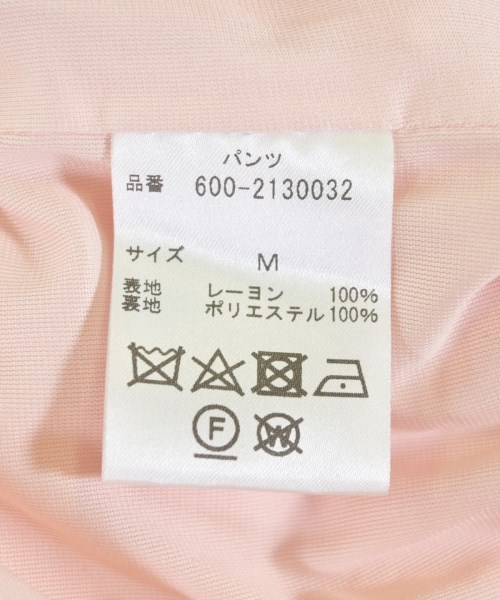 パンツ
品番 600-2130032
サイズ M
表地 レーヨン 100%
裏地 ポリエステル 100%
F W